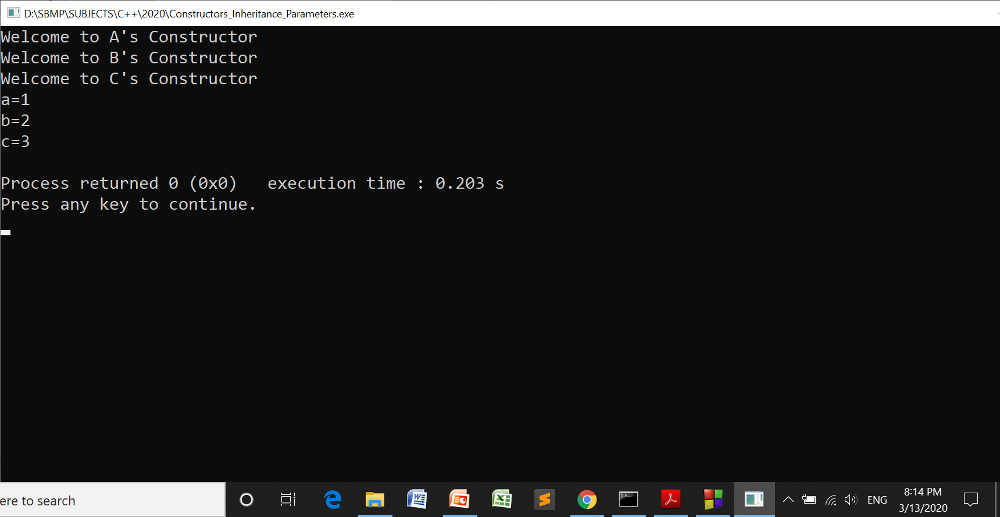 D:\SBMP\SUBJECTS\C++\2020\Constructors_Inheritance_Parameters.exe
Welcome to A's Constructor
Welcome to B's Constructor
Welcome to C's Constructor
a=1
b=2
c=3
Process returned 0 (0x0)   execution time : 0.203 s
Press any key to continue.
ere to search
ENG
8:14 PM
3/13/2020